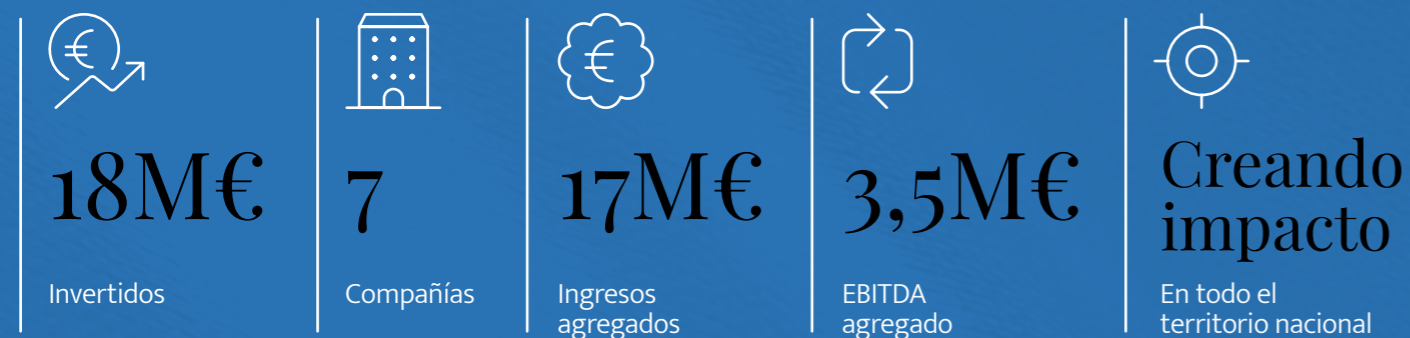 18M€
Invertidos
7
Compañías
17M€
Ingresos
agregados
3,5M€
EBITDA
agregado
Creando
impacto
En todo el
territorio nacional